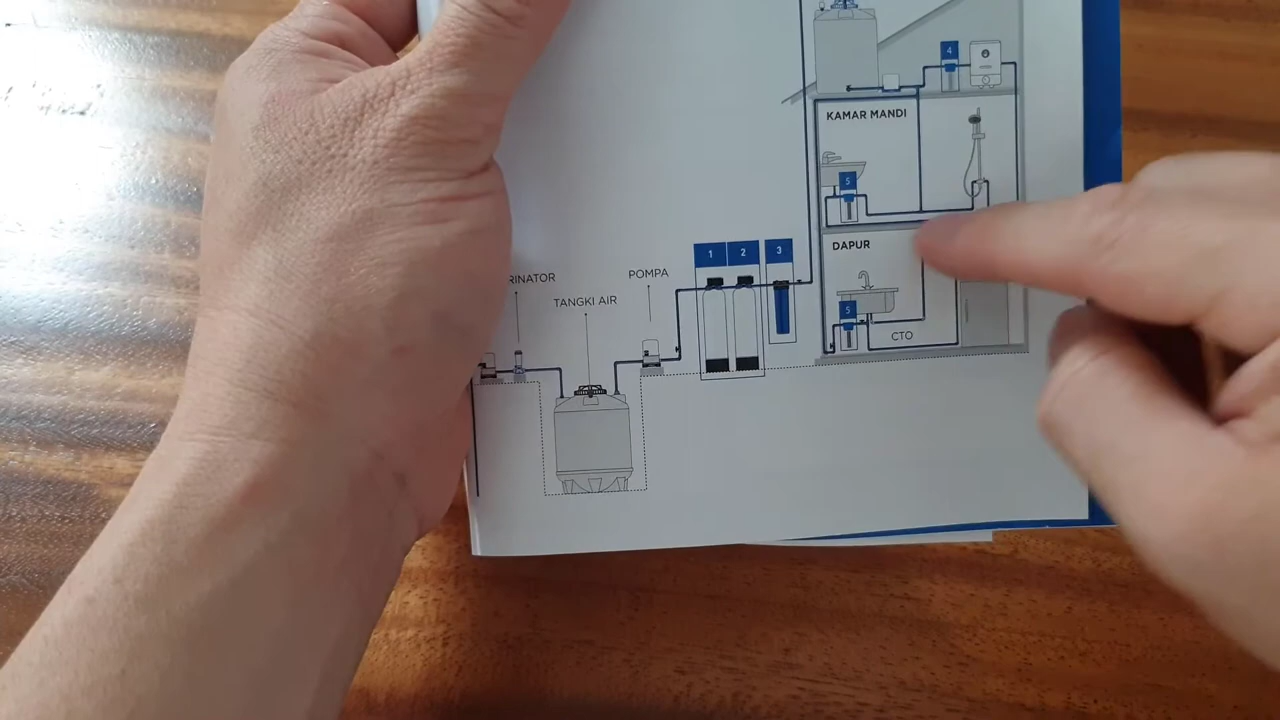 4
KAMAR MANDI
5
DAPUR
1 2 3
RINATOR
POMPA
TANGKI AIR
5
CTO